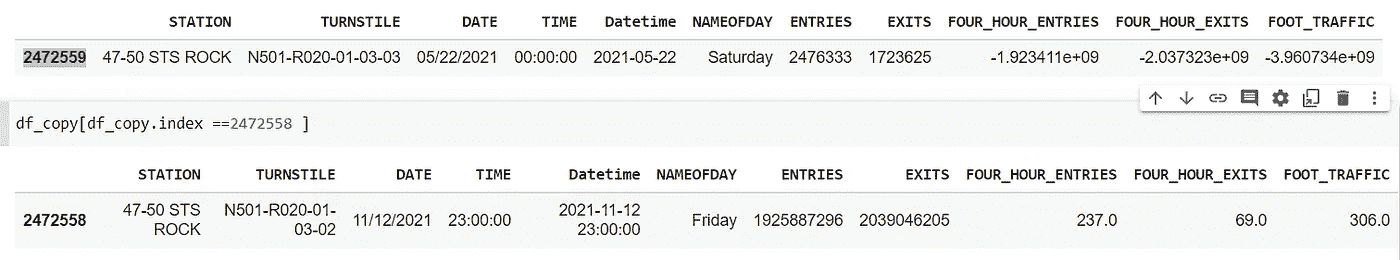 STATION TURNSTILE DATE TIME Datetime NAMEOFDAY ENTRIES EXITS FOUR_HOUR_ENTRIES FOUR_HOUR_EXITS FOOT_TRAFFIC
2472559 47-50 STS ROCK N501-R020-01-03-03 05/22/2021 00:00:00 2021-05-22 Saturday 2476333 1723625 -1.923411e+09 -2.037323e+09 -3.960734e+09
df_copy[df_copy.index ==2472558 ]
STATION TURNSTILE DATE TIME Datetime NAMEOFDAY ENTRIES EXITS FOUR_HOUR_ENTRIES FOUR_HOUR_EXITS FOOT_TRAFFIC
47-50 STS N501-R020-01- 2021-11-12
2472558 11/12/2021 23:00:00 Friday 1925887296 2039046205 237.0 69.0 306.0
ROCK 03-02 23:00:00